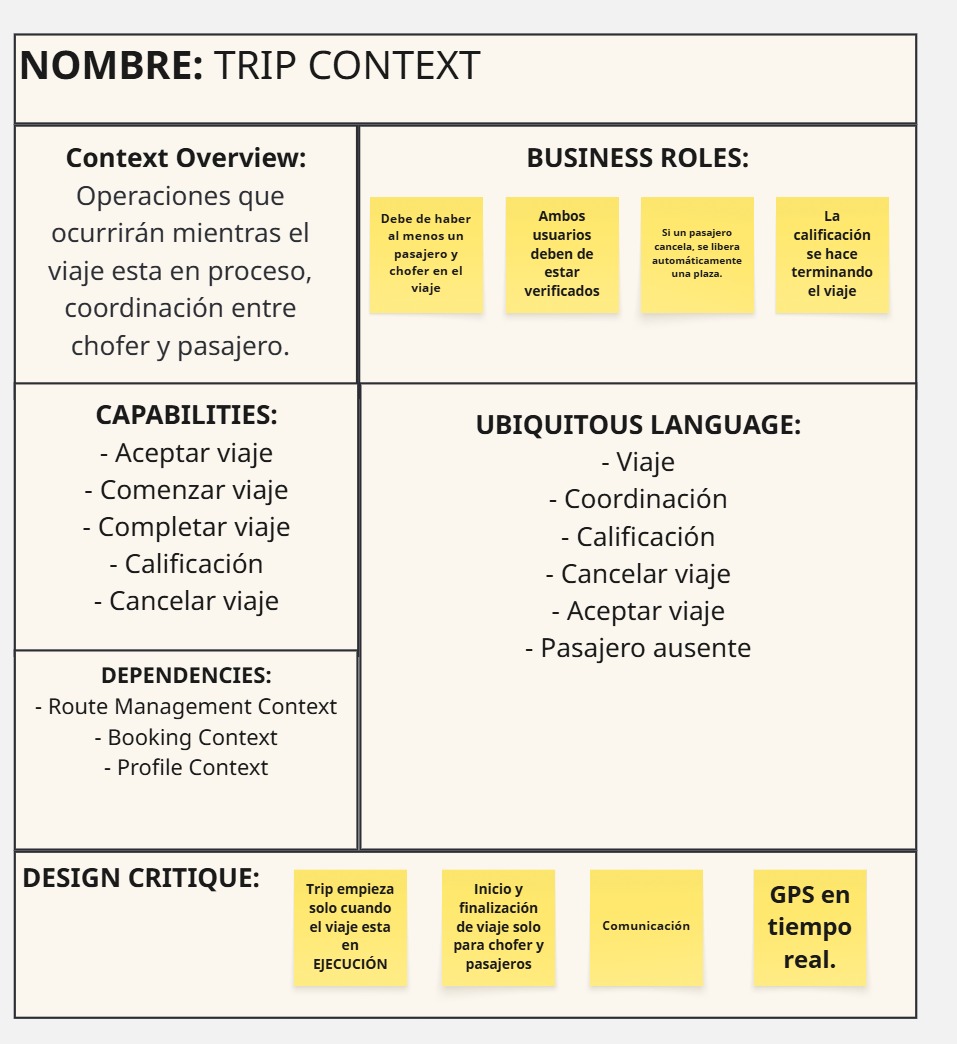 NOMBRE: TRIP CONTEXT
Context Overview:
Operaciones que
ocurrirán mientras el
viaje esta en proceso,
coordinación entre
chofer y pasajero.
BUSINESS ROLES:
Debe de haber
al menos un
pasajero y
chofer en el
viaje
Ambos
usuarios
deben de
estar
verificados
Si un pasajero
cancela, se libera
automáticamente
una plaza.
La
calificación
se hace
terminando
el viaje
CAPABILITIES:
- Aceptar viaje
- Comenzar viaje
- Completar viaje
- Calificación
- Cancelar viaje
UBIQUITOUS LANGUAGE:
- Viaje
- Coordinación
- Calificación
- Cancelar viaje
- Aceptar viaje
- Pasajero ausente
DEPENDENCIES:
- Route Management Context
- Booking Context
- Profile Context
DESIGN CRITIQUE:
Trip empieza
solo cuando
el viaje esta
en
EJECUCIÓN
Inicio y
finalización
de viaje solo
para chofer y
pasajeros
Comunicación
GPS en
tiempo
real.